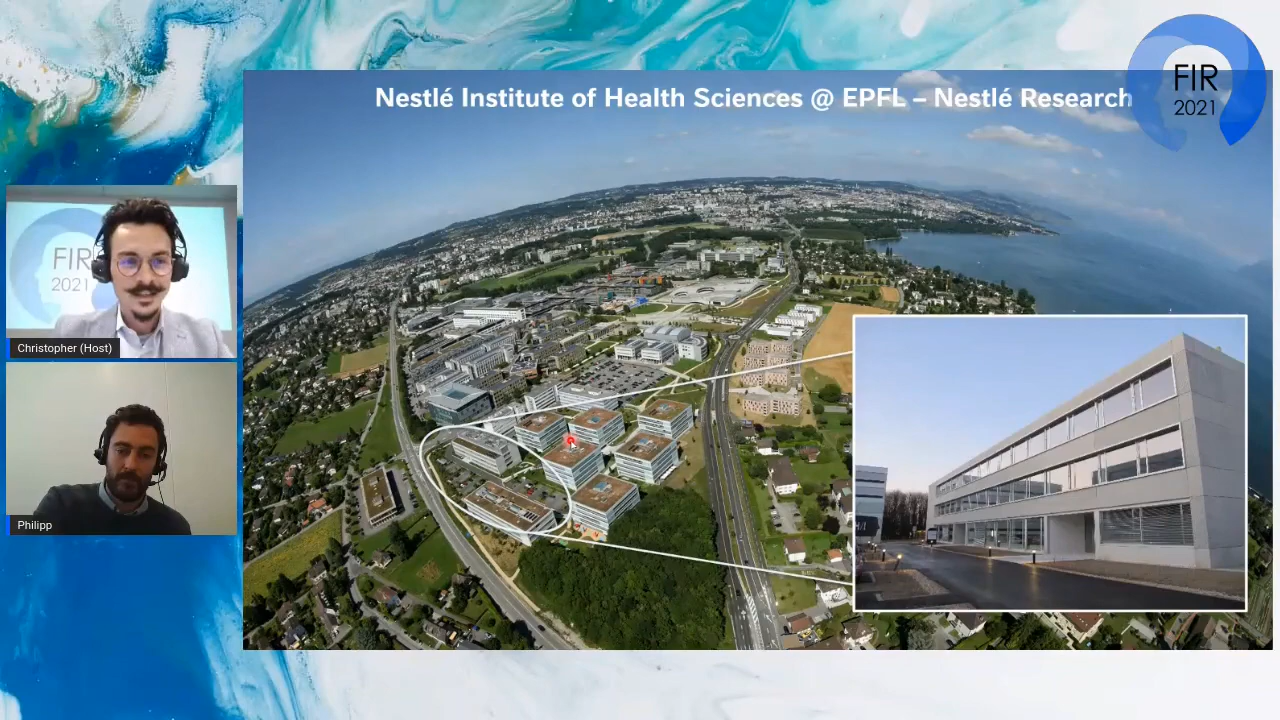 Nestlé Institute of Health Sciences @ EPFL – Nestlé Research
FIR
2021
FIR
2021
Christopher (Host)
Philipp